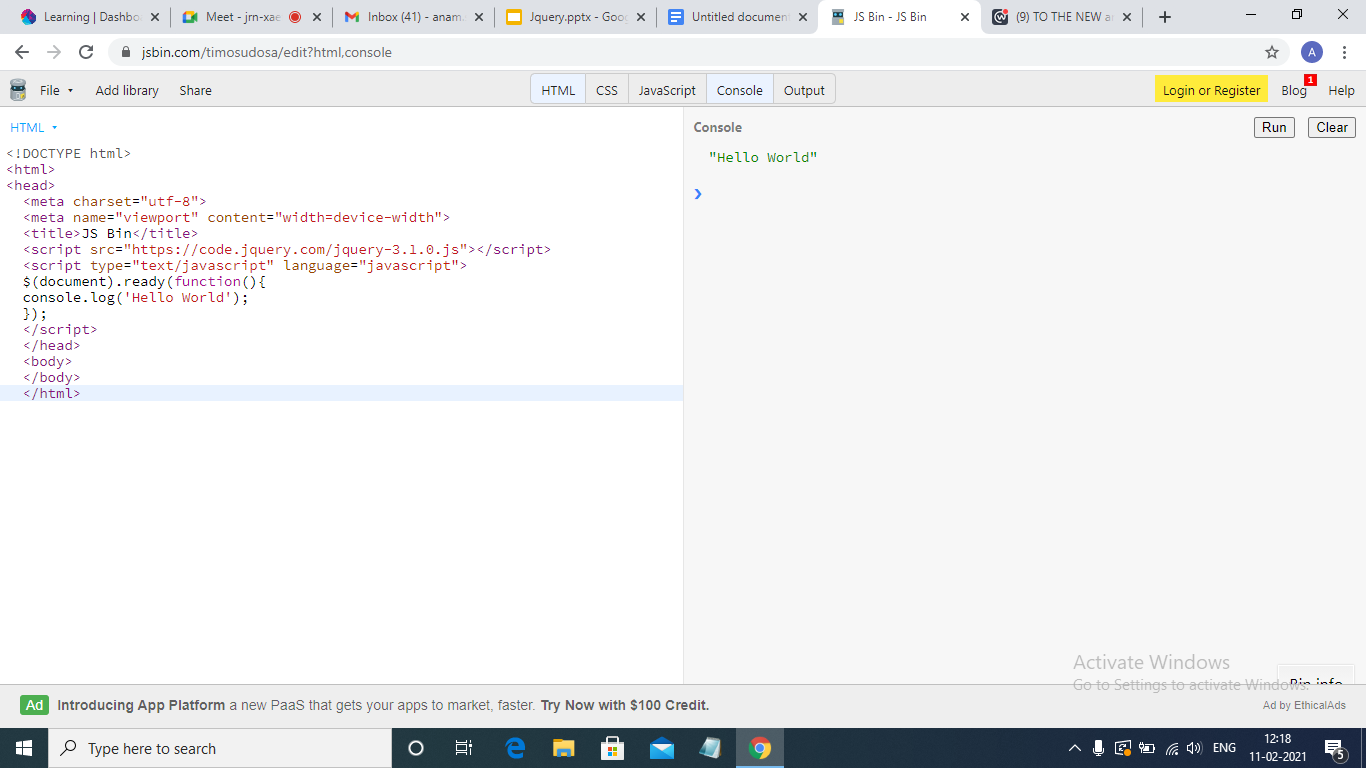 Learning | Dashbo
Meet - jrn-xae
Inbox (41) - anam
Jquery.pptx - Goo
Untitled document
JS Bin - JS Bin
(9) TO THE NEW a
jsbin.com/timosudosa/edit?html,console
A
File
Add library
Share
HTML
CSS
JavaScript
Console
Output
Login or Register
Blog
1
Help
HTML
<!DOCTYPE html>
<html>
<head>
<meta charset="utf-8">
<meta name="viewport" content="width=device-width">
<title>JS Bin</title>
<script src="https://code.jquery.com/jquery-3.1.0.js"></script>
<script type="text/javascript" language="javascript">
$(document).ready(function(){
console.log('Hello World');
});
</script>
</head>
<body>
</body>
</html>
Console
Run
Clear
"Hello World"
Activate Windows
Go to Settings to activate Windows.
Bin info
Ad
Introducing App Platform a new PaaS that gets your apps to market, faster. Try Now with $100 Credit.
Ad by EthicalAds
Type here to search
ENG
12:18
11-02-2021
5